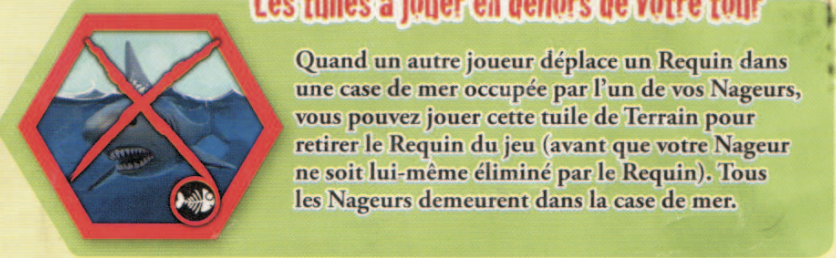 Les tuiles à jouer en dehors de votre tour
Quand un autre joueur déplace un Requin dans
une case de mer occupée par l'un de vos Nageurs,
vous pouvez jouer cette tuile de Terrain pour
retirer le Requin du jeu (avant que votre Nageur
ne soit lui-même éliminé par le Requin). Tous
les Nageurs demeurent dans la case de mer.